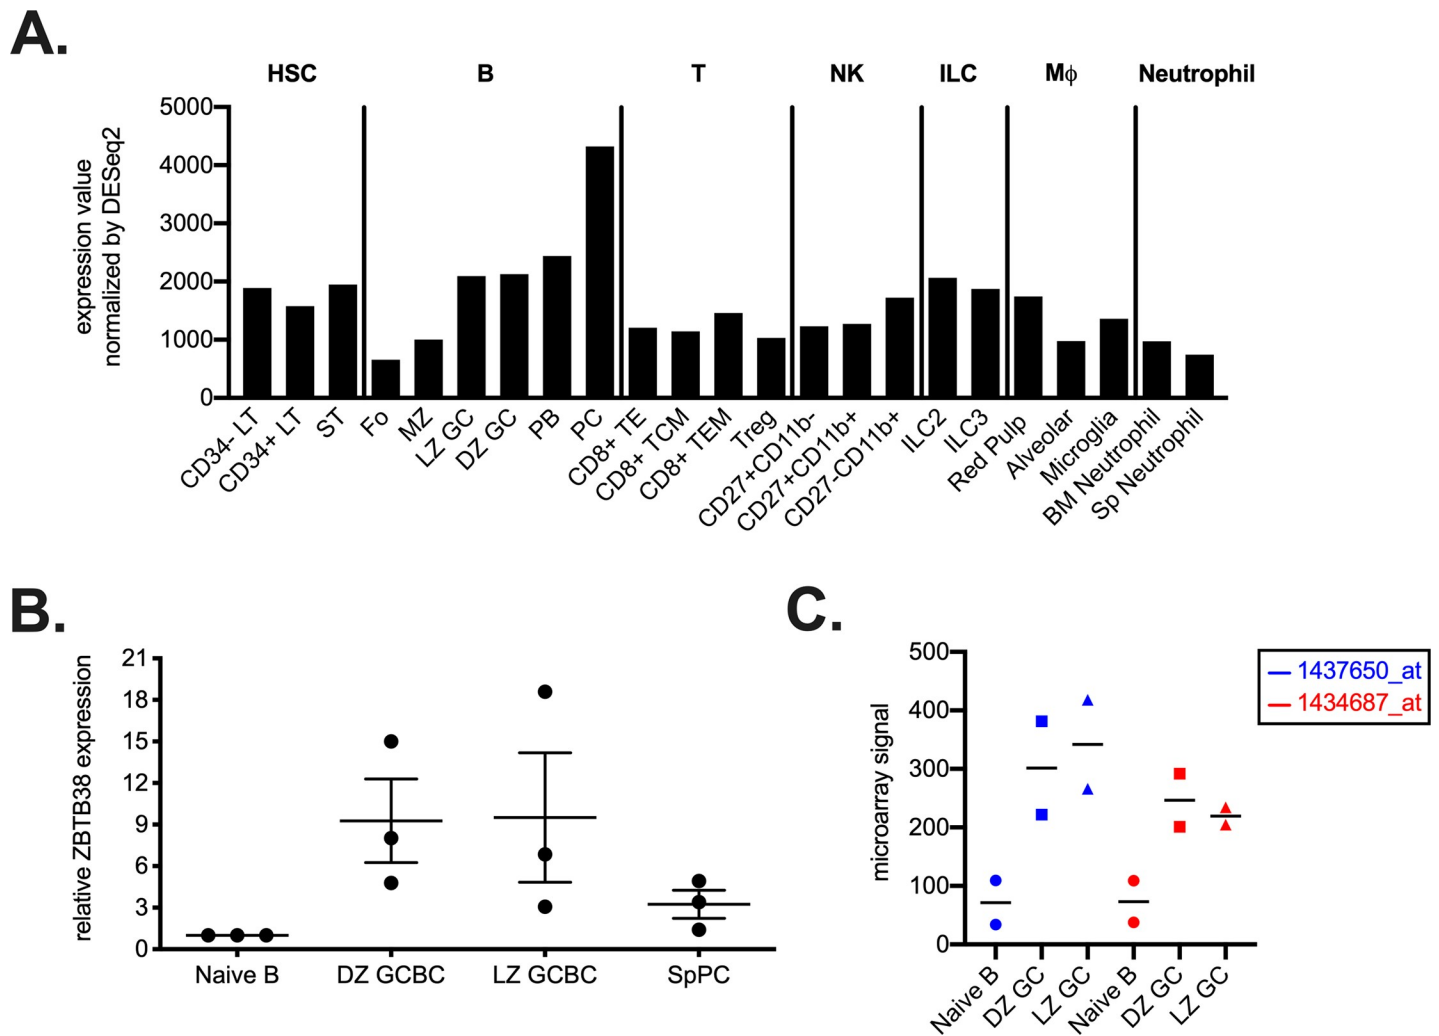 A.
HSC B T NK ILC Mϕ Neutrophil
expression value
normalized by DESeq2
5000
4000
3000
2000
1000
0
CD34- LT
CD34+ LT
ST
Fo
MZ
LZ GC
DZ GC
PB
PC
CD8+ TE
CD8+ TCM
CD8+ TEM
Treg
CD27+CD11b-
CD27+CD11b+
CD27-CD11b+
ILC2
ILC3
Red Pulp
Alveolar
Microglia
BM Neutrophil
Sp Neutrophil
B.
relative ZBTB38 expression
21
18
15
12
9
6
3
0
Naive B DZ GCBC LZ GCBC SpPC
C.
microarray signal
500
400
300
200
100
0
Naive B
DZ GC
LZ GC
Naive B
DZ GC
LZ GC
1437650_at
1434687_at